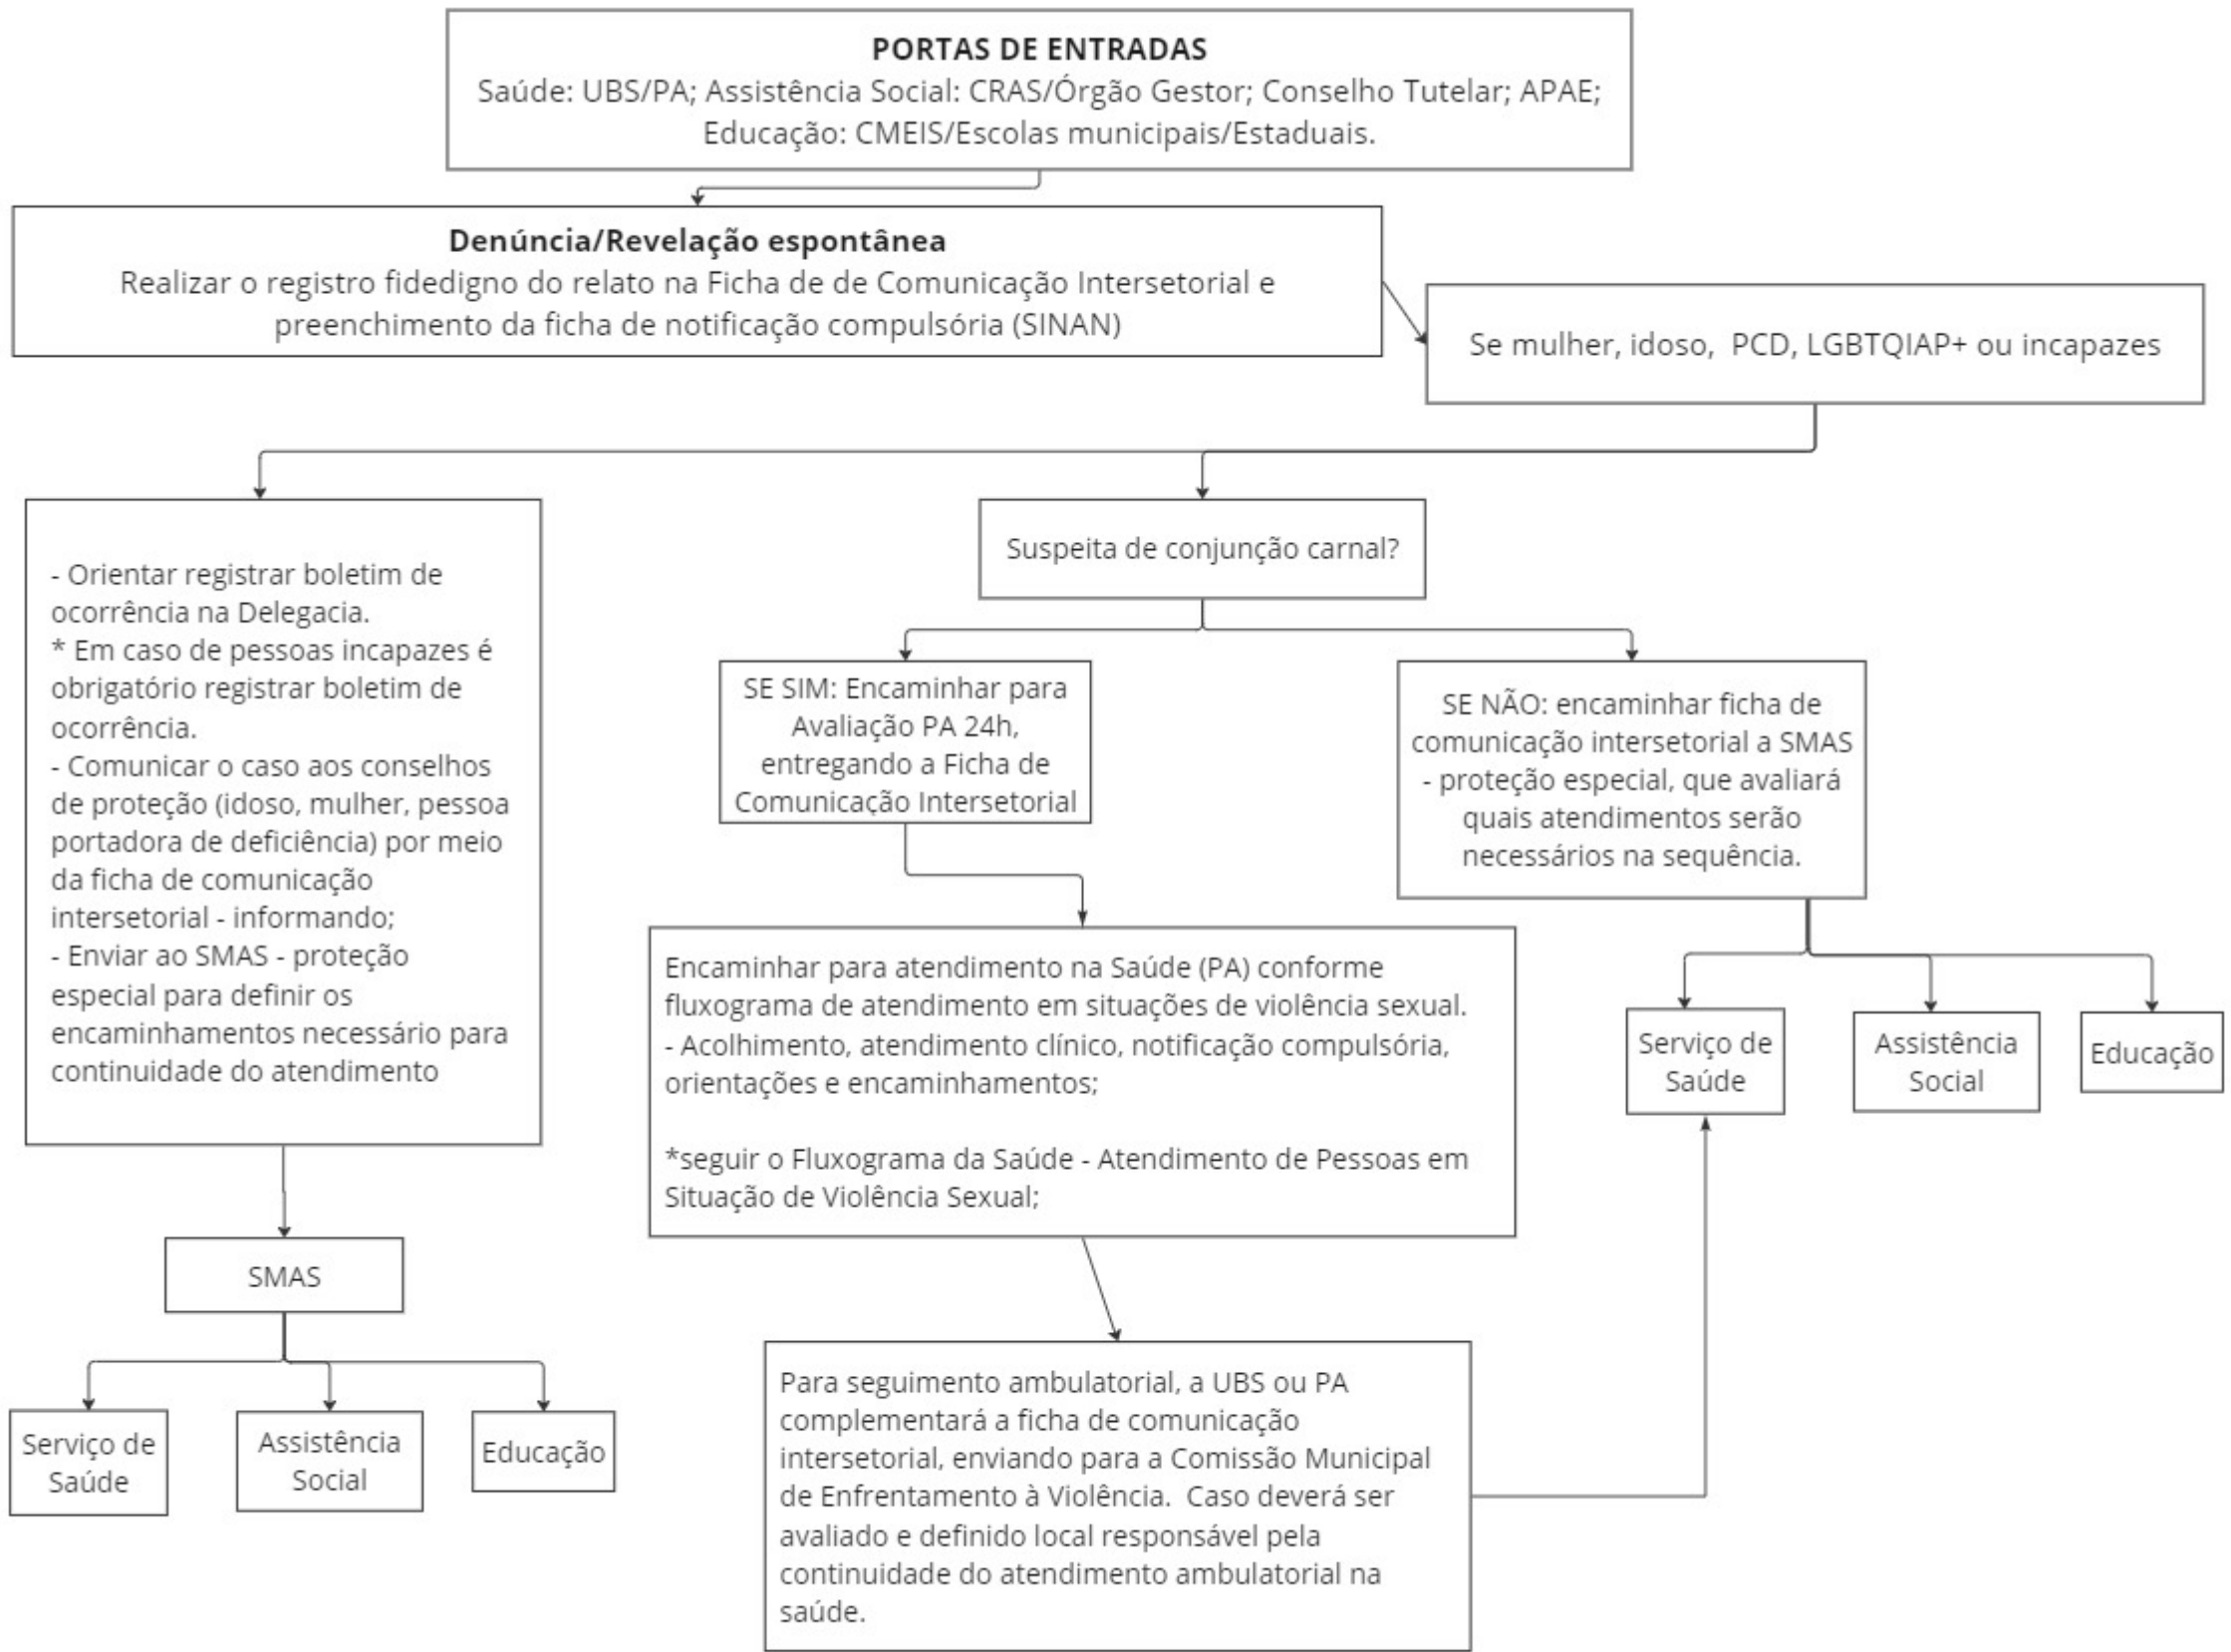 PORTAS DE ENTRADAS
Saúde: UBS/PA; Assistência Social: CRAS/Órgão Gestor; Conselho Tutelar; APAE;
Educação: CMEIS/Escolas municipais/Estaduais.
Denúncia/Revelação espontânea
Realizar o registro fidedigno do relato na Ficha de de Comunicação Intersetorial e
preenchimento da ficha de notificação compulsória (SINAN)
Se mulher, idoso, PCD, LGBTQIAP+ ou incapazes
- Orientar registrar boletim de
ocorrência na Delegacia.
* Em caso de pessoas incapazes é
obrigatório registrar boletim de
ocorrência.
- Comunicar o caso aos conselhos
de proteção (idoso, mulher, pessoa
portadora de deficiência) por meio
da ficha de comunicação
intersetorial - informando;
- Enviar ao SMAS - proteção
especial para definir os
encaminhamentos necessário para
continuidade do atendimento
SMAS
Serviço de
Saúde
Assistência
Social
Educação
Suspeita de conjunção carnal?
SE SIM: Encaminhar para
Avaliação PA 24h,
entregando a Ficha de
Comunicação Intersetorial
Encaminhar para atendimento na Saúde (PA) conforme
fluxograma de atendimento em situações de violência sexual.
- Acolhimento, atendimento clínico, notificação compulsória,
orientações e encaminhamentos;
*seguir o Fluxograma da Saúde - Atendimento de Pessoas em
Situação de Violência Sexual;
Para seguimento ambulatorial, a UBS ou PA
complementará a ficha de comunicação
intersetorial, enviando para a Comissão Municipal
de Enfrentamento à Violência. Caso deverá ser
avaliado e definido local responsável pela
continuidade do atendimento ambulatorial na
saúde.
SE NÃO: encaminhar ficha de
comunicação intersetorial a SMAS
- proteção especial, que avaliará
quais atendimentos serão
necessários na sequência.
Serviço de
Saúde
Assistência
Social
Educação